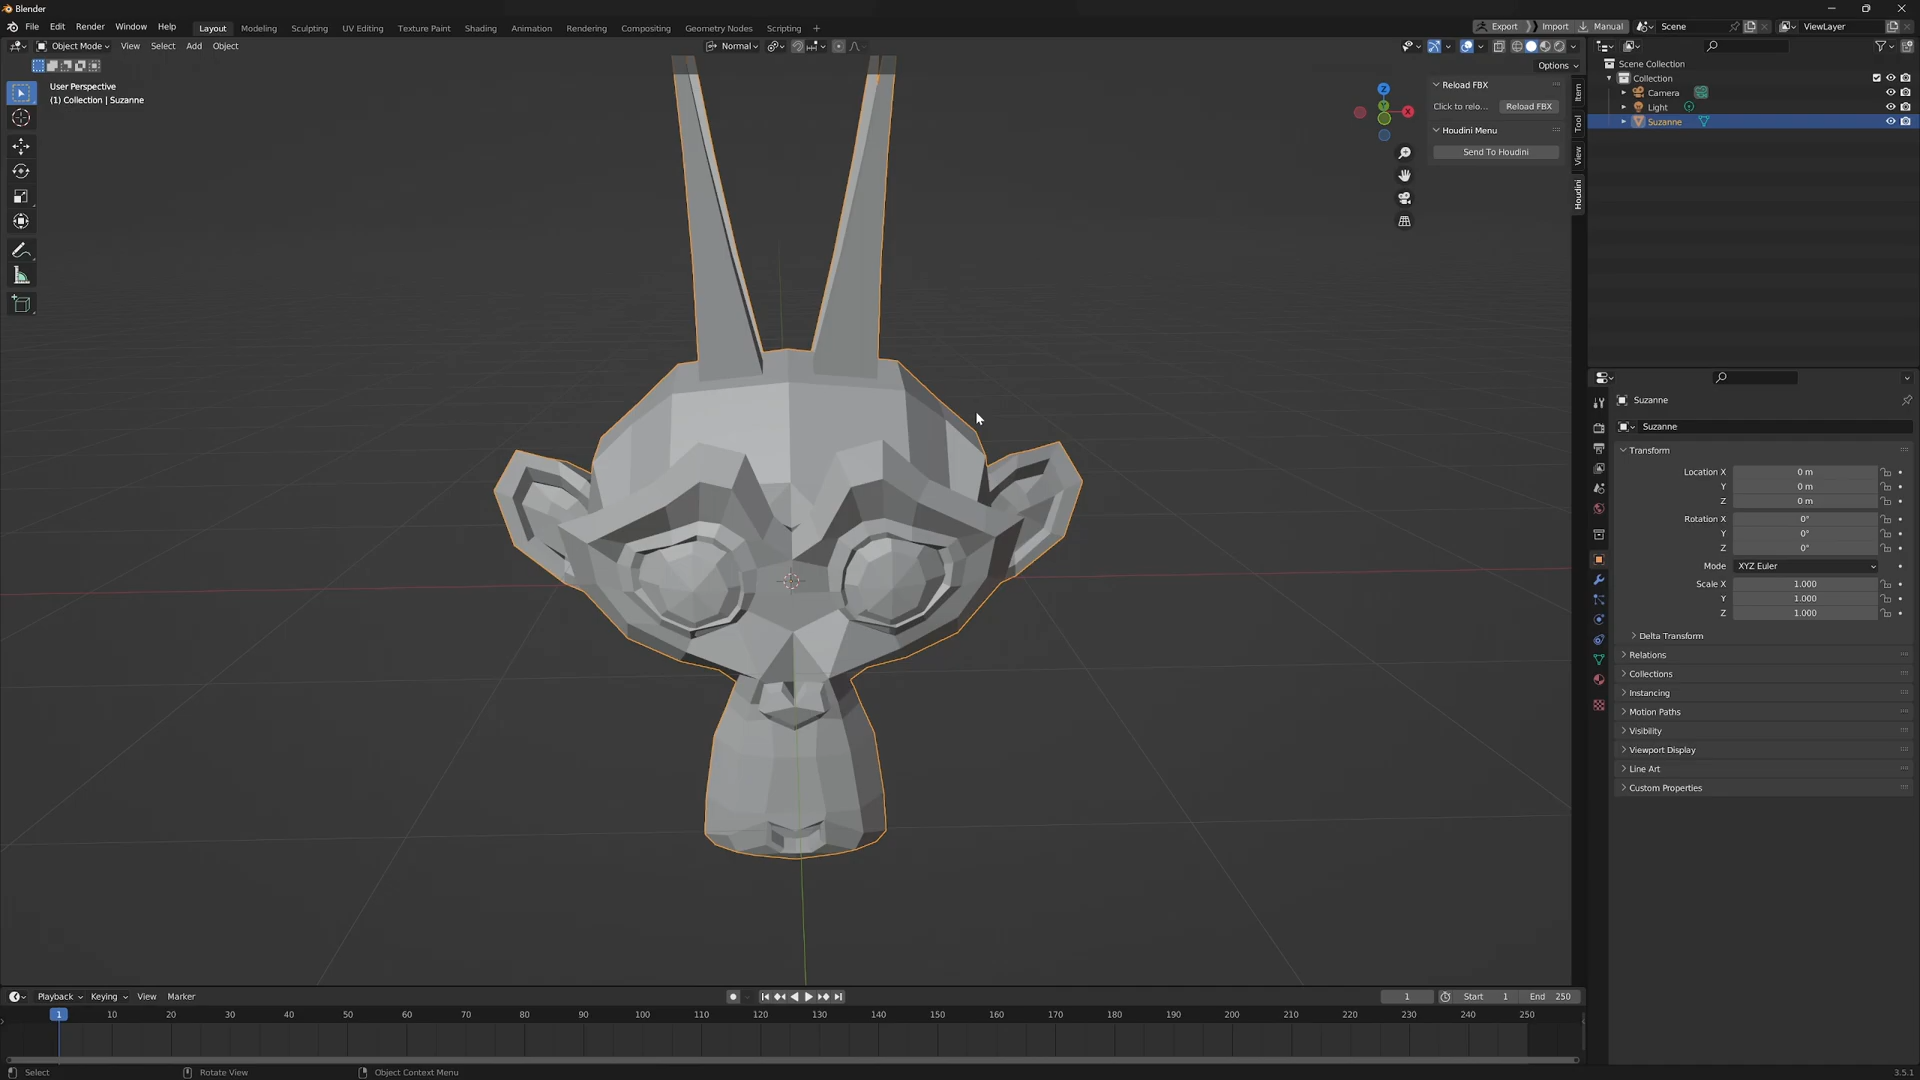 Blender
File Edit Render Window Help Layout Modeling Sculpting UV Editing Texture Paint Shading Animation Rendering Compositing Geometry Nodes Scripting + Export Import Manual Scene ViewLayer
Object Mode View Select Add Object Normal
Options
User Perspective
(1) Collection | Suzanne
Z
Y
X
Reload FBX
Click to relo... Reload FBX
Houdini Menu
Send To Houdini
Item
Tool
View
Houdini
Scene Collection
Collection
Camera
Light
Suzanne
Suzanne
Suzanne
Transform
Location X 0 m
Y 0 m
Z 0 m
Rotation X 0°
Y 0°
Z 0°
Mode XYZ Euler
Scale X 1.000
Y 1.000
Z 1.000
Delta Transform
Relations
Collections
Instancing
Motion Paths
Visibility
Viewport Display
Line Art
Custom Properties
Playback Keying View Marker 1 Start 1 End 250
1 10 20 30 40 50 60 70 80 90 100 110 120 130 140 150 160 170 180 190 200 210 220 230 240 250
Select Rotate View Object Context Menu 3.5.1